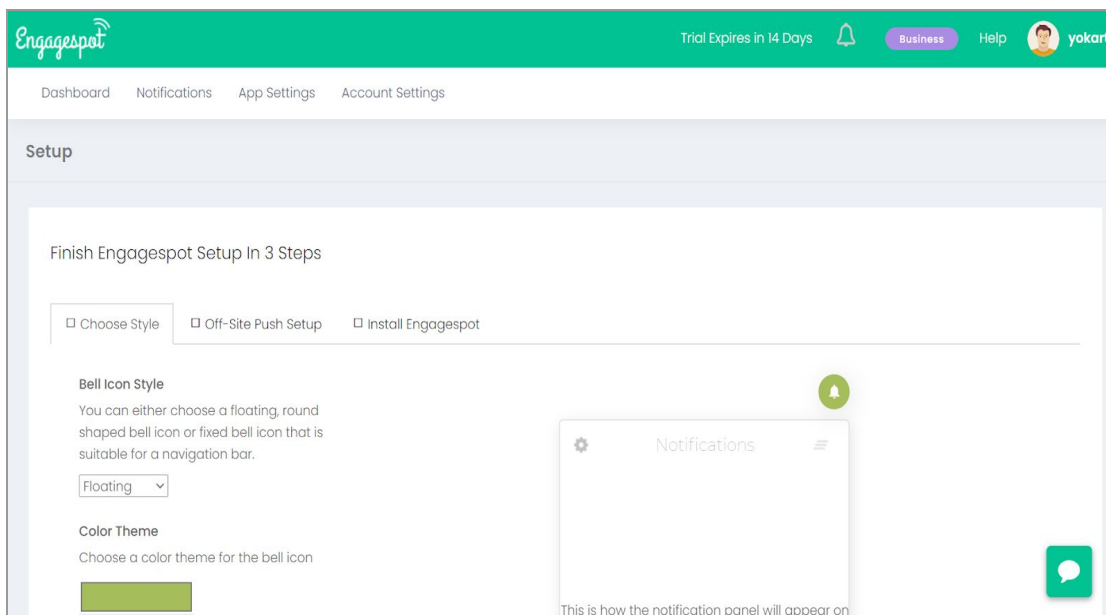 Engagespot
Trial Expires in 14 Days
Business
Help
yokart
Dashboard
Notifications
App Settings
Account Settings
Setup
Finish Engagespot Setup In 3 Steps
Choose Style
Off-Site Push Setup
Install Engagespot
Bell Icon Style
You can either choose a floating, round
shaped bell icon or fixed bell icon that is
suitable for a navigation bar.
Floating
Color Theme
Choose a color theme for the bell icon
Notifications
This is how the notification panel will appear on